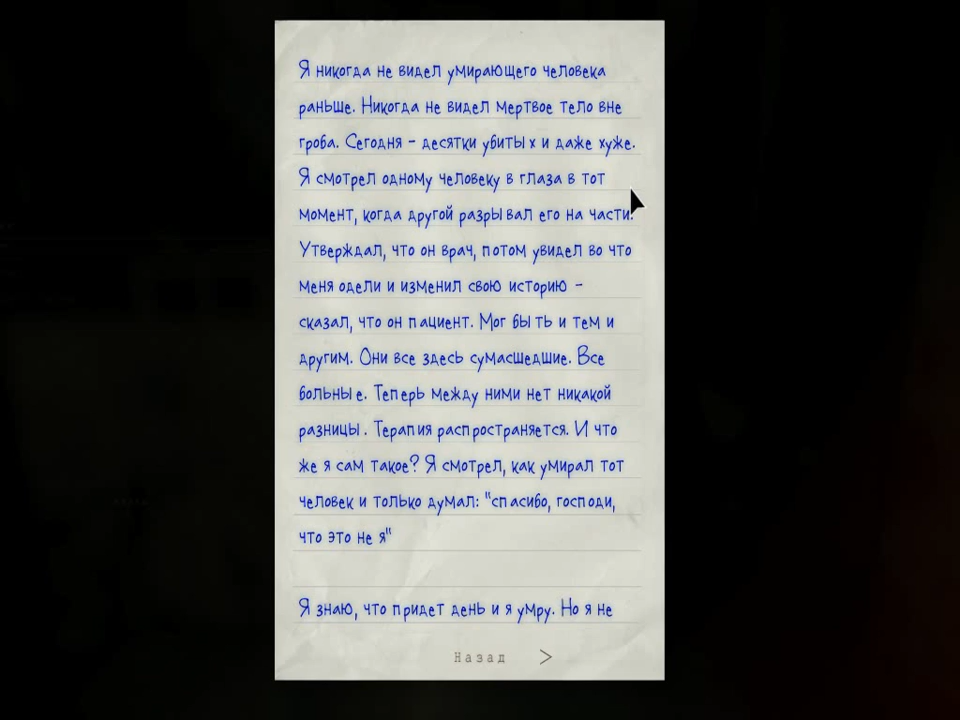 Я никогда не видел умирающего человека
раньше. Никогда не видел мертвое тело вне
гроба. Сегодня - десятки убитых и даже хуже.
Я смотрел одному человеку в глаза в тот
момент, когда другой разрывал его на части.
Утверждал, что он врач, потом увидел во что
меня одели и изменил свою историю -
сказал, что он пациент. Мог быть и тем и
другим. Они все здесь сумасшедшие. Все
больные. Теперь между ними нет никакой
разницы. Терапия распространяется. И что
же я сам такое? Я смотрел, как умирал тот
человек и только думал: "спасибо, господи,
что это не я"
Я знаю, что придет день и я умру. Но я не
Назад >